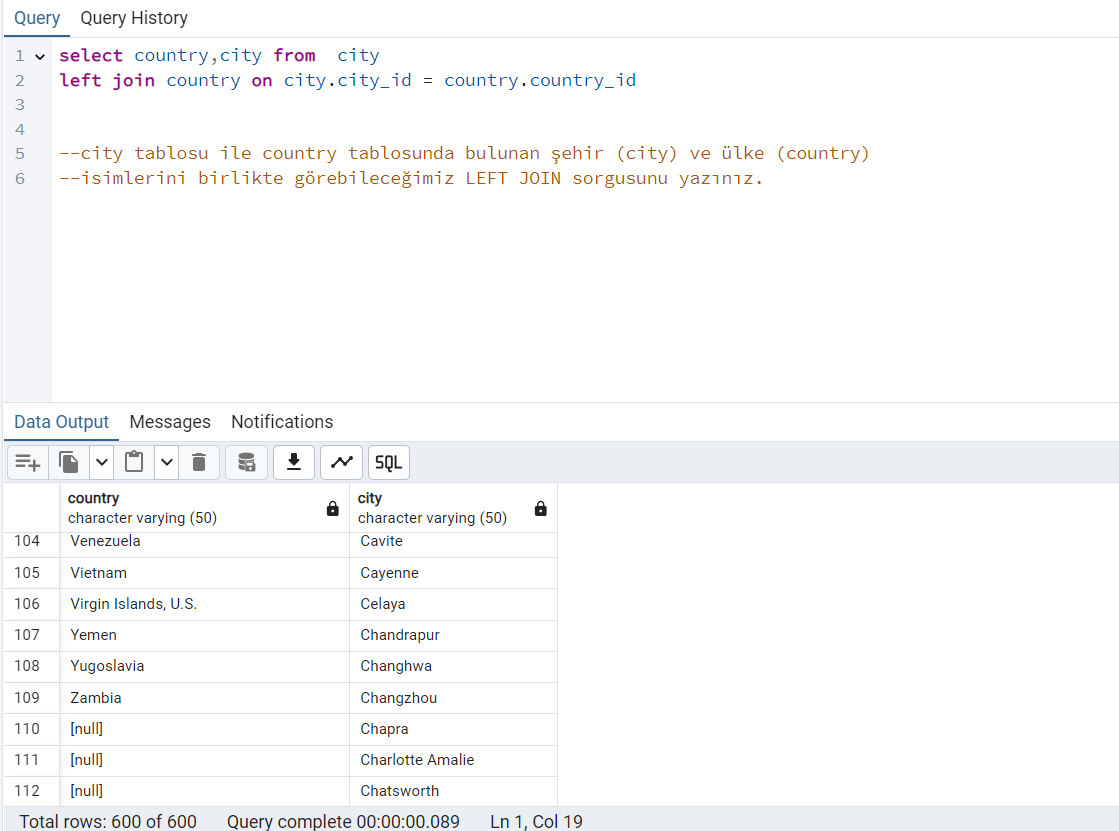 Query Query History
1 select country,city from city
2 left join country on city.city_id = country.country_id
3
4
5 --city tablosu ile country tablosunda bulunan şehir (city) ve ülke (country)
6 --isimlerini birlikte görebileceğimiz LEFT JOIN sorgusunu yazınız.
Data Output Messages Notifications
SQL
country city
character varying (50) character varying (50)
104 Venezuela Cavite
105 Vietnam Cayenne
106 Virgin Islands, U.S. Celaya
107 Yemen Chandrapur
108 Yugoslavia Changhwa
109 Zambia Changzhou
110 [null] Chapra
111 [null] Charlotte Amalie
112 [null] Chatsworth
Total rows: 600 of 600 Query complete 00:00:00.089 Ln 1, Col 19